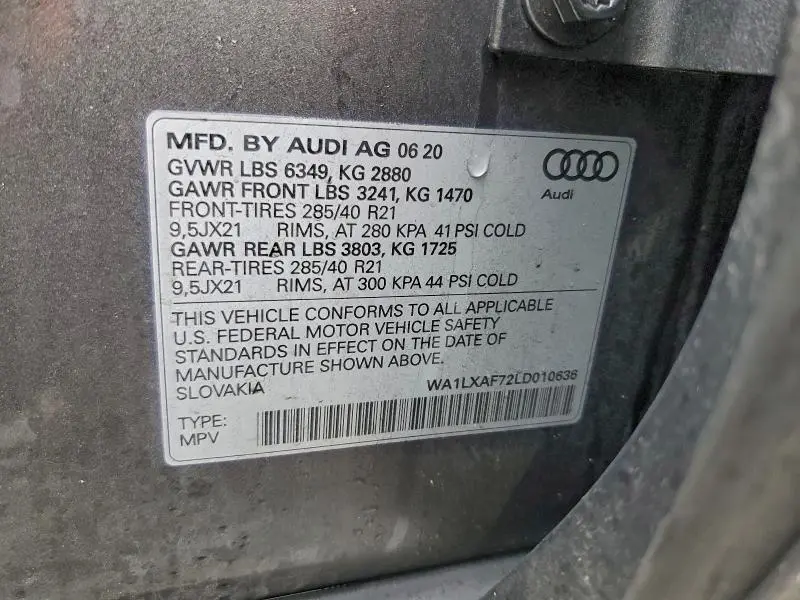 MFD. BY AUDI AG 06 20
GVWR LBS 6349, KG 2880
GAWR FRONT LBS 3241, KG 1470
FRONT-TIRES 285/40 R21
9,5JX21 RIMS, AT 280 KPA 41 PSI COLD
GAWR REAR LBS 3803, KG 1725
REAR-TIRES 285/40 R21
9,5JX21 RIMS, AT 300 KPA 44 PSI COLD
Audi
THIS VEHICLE CONFORMS TO ALL APPLICABLE
U.S. FEDERAL MOTOR VEHICLE SAFETY
STANDARDS IN EFFECT ON THE DATE OF
MANUFACTURE SHOWN ABOVE.
SLOVAKIA
WA1LXAF72LD010636
TYPE:
MPV